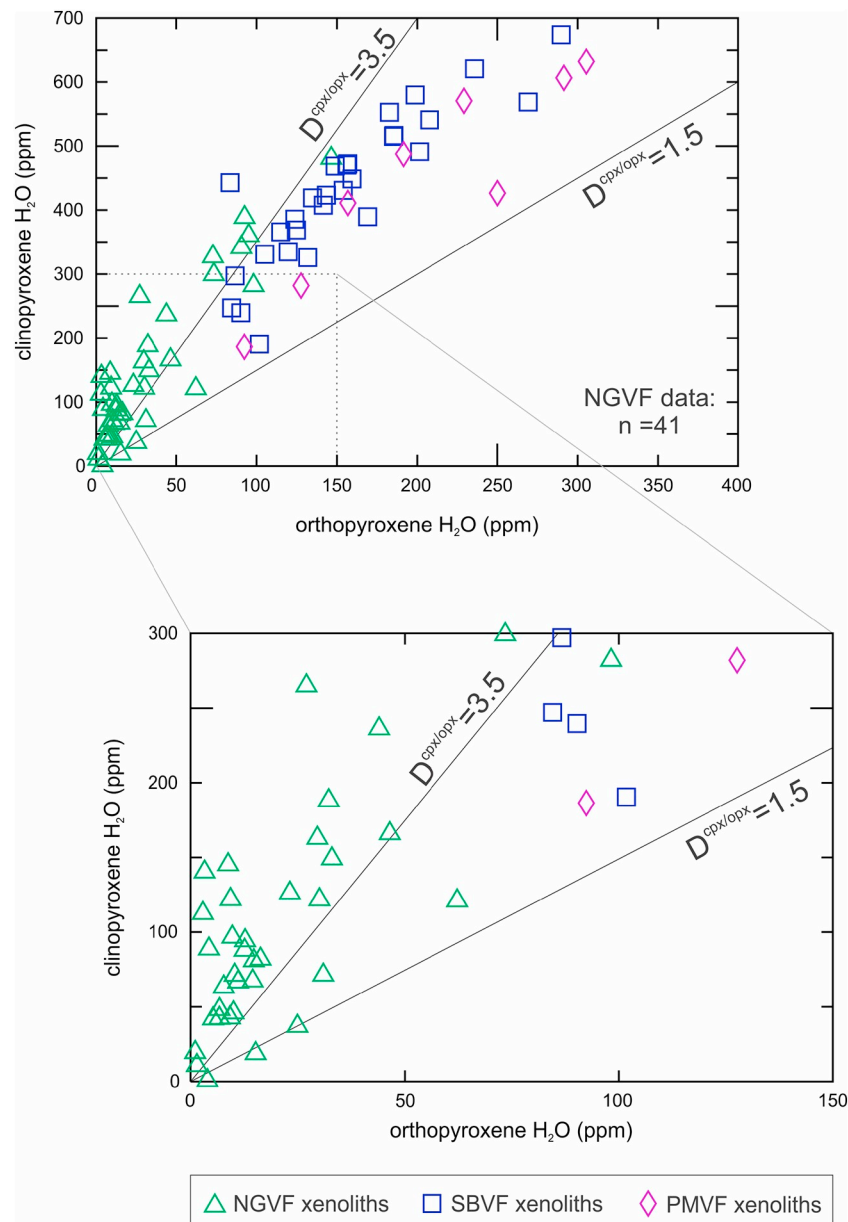 700
600
500
400
300
200
100
0
clinopyroxene H₂O (ppm)
D^cpx/opx=3.5
D^cpx/opx=1.5
NGVF data:
n =41
0 50 100 150 200 250 300 350 400
orthopyroxene H₂O (ppm)
300
200
100
0
clinopyroxene H₂O (ppm)
D^cpx/opx=3.5
D^cpx/opx=1.5
0 50 100 150
orthopyroxene H₂O (ppm)
NGVF xenoliths SBVF xenoliths PMVF xenoliths